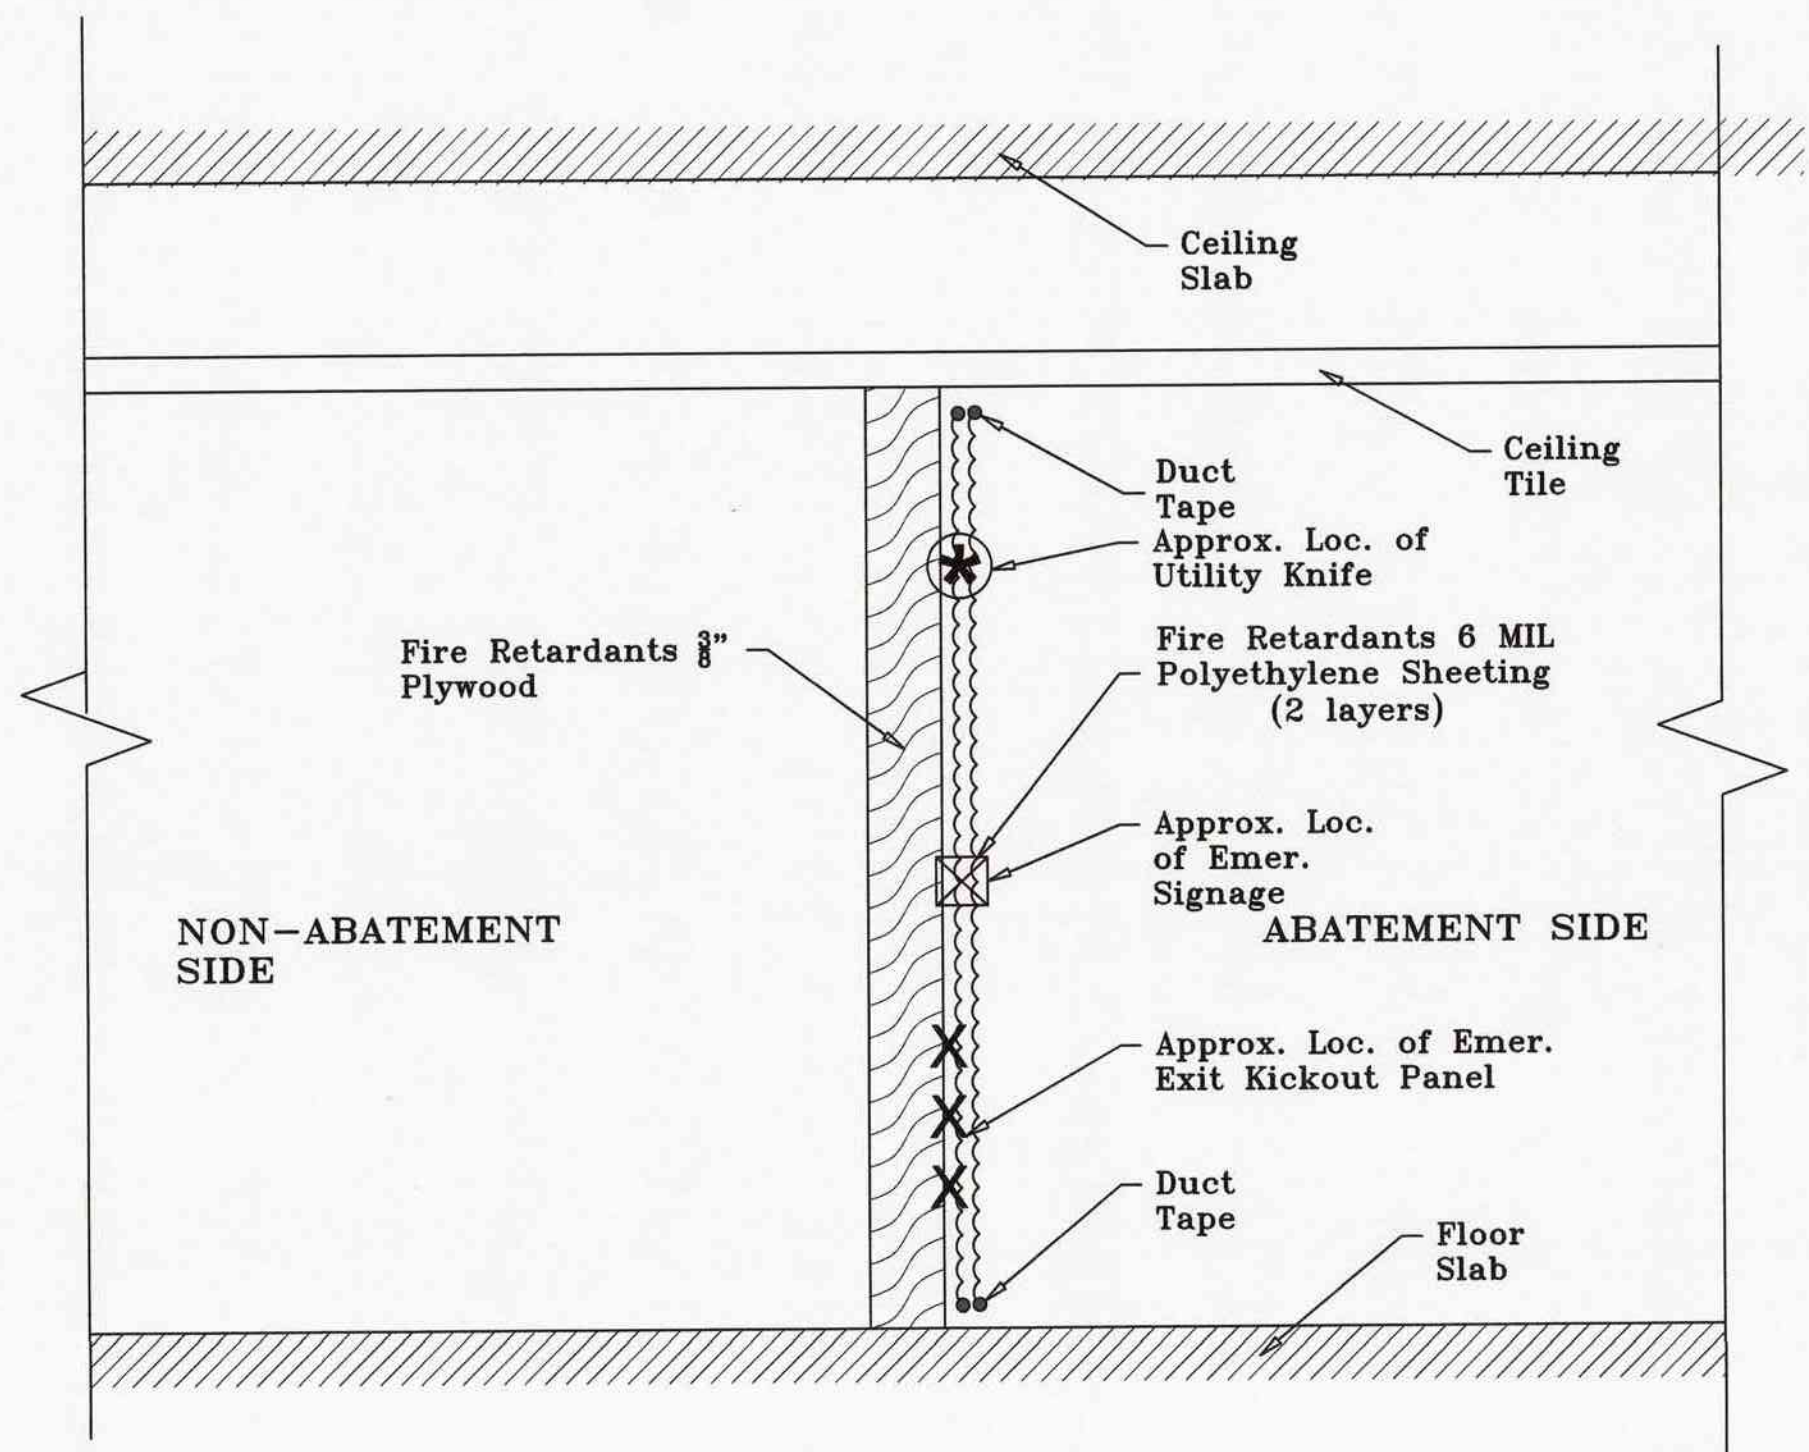 Ceiling
Slab
Ceiling
Tile
Duct
Tape
Approx. Loc. of
Utility Knife
Fire Retardants 3/8"
Plywood
Fire Retardants 6 MIL
Polyethylene Sheeting
(2 layers)
Approx. Loc.
of Emer.
Signage
NON-ABATEMENT
SIDE
ABATEMENT SIDE
Approx. Loc. of Emer.
Exit Kickout Panel
Duct
Tape
Floor
Slab